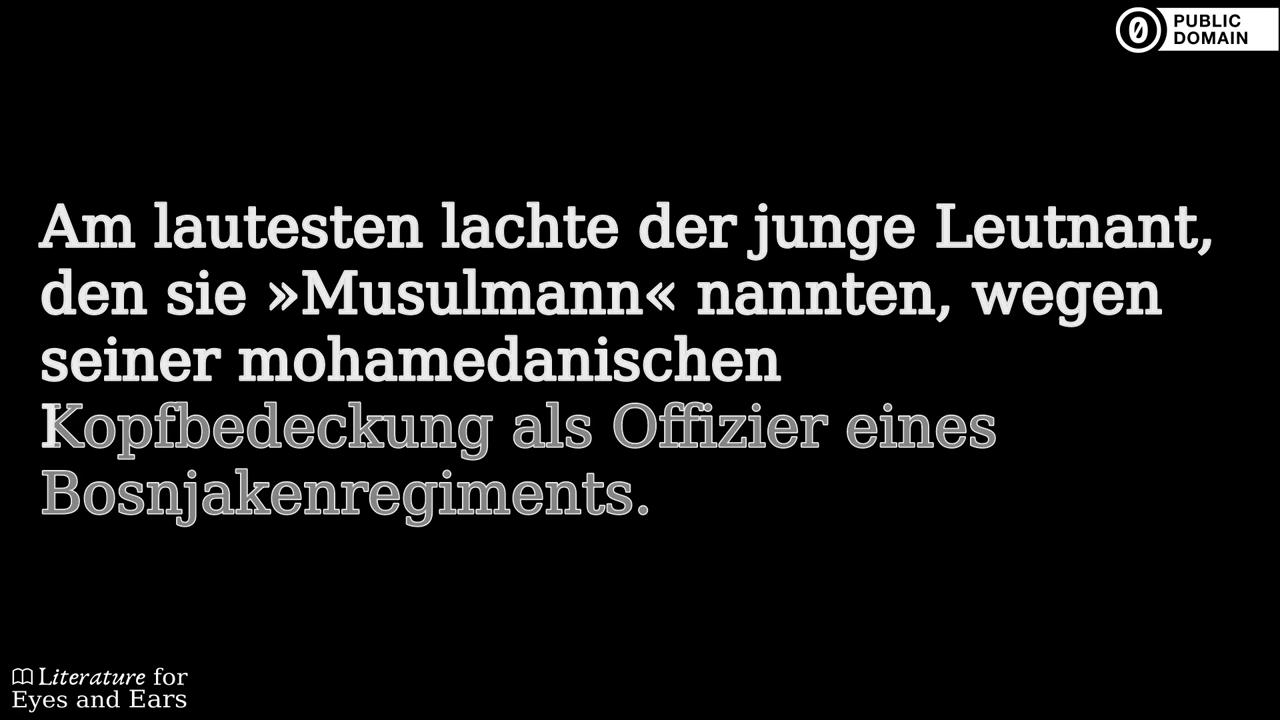 PUBLIC
DOMAIN
Am lautesten lachte der junge Leutnant,
den sie »Musulmann« nannten, wegen
seiner mohamedanischen
Kopfbedeckung als Offizier eines
Bosnjakenregiments.
Literature for
Eyes and Ears